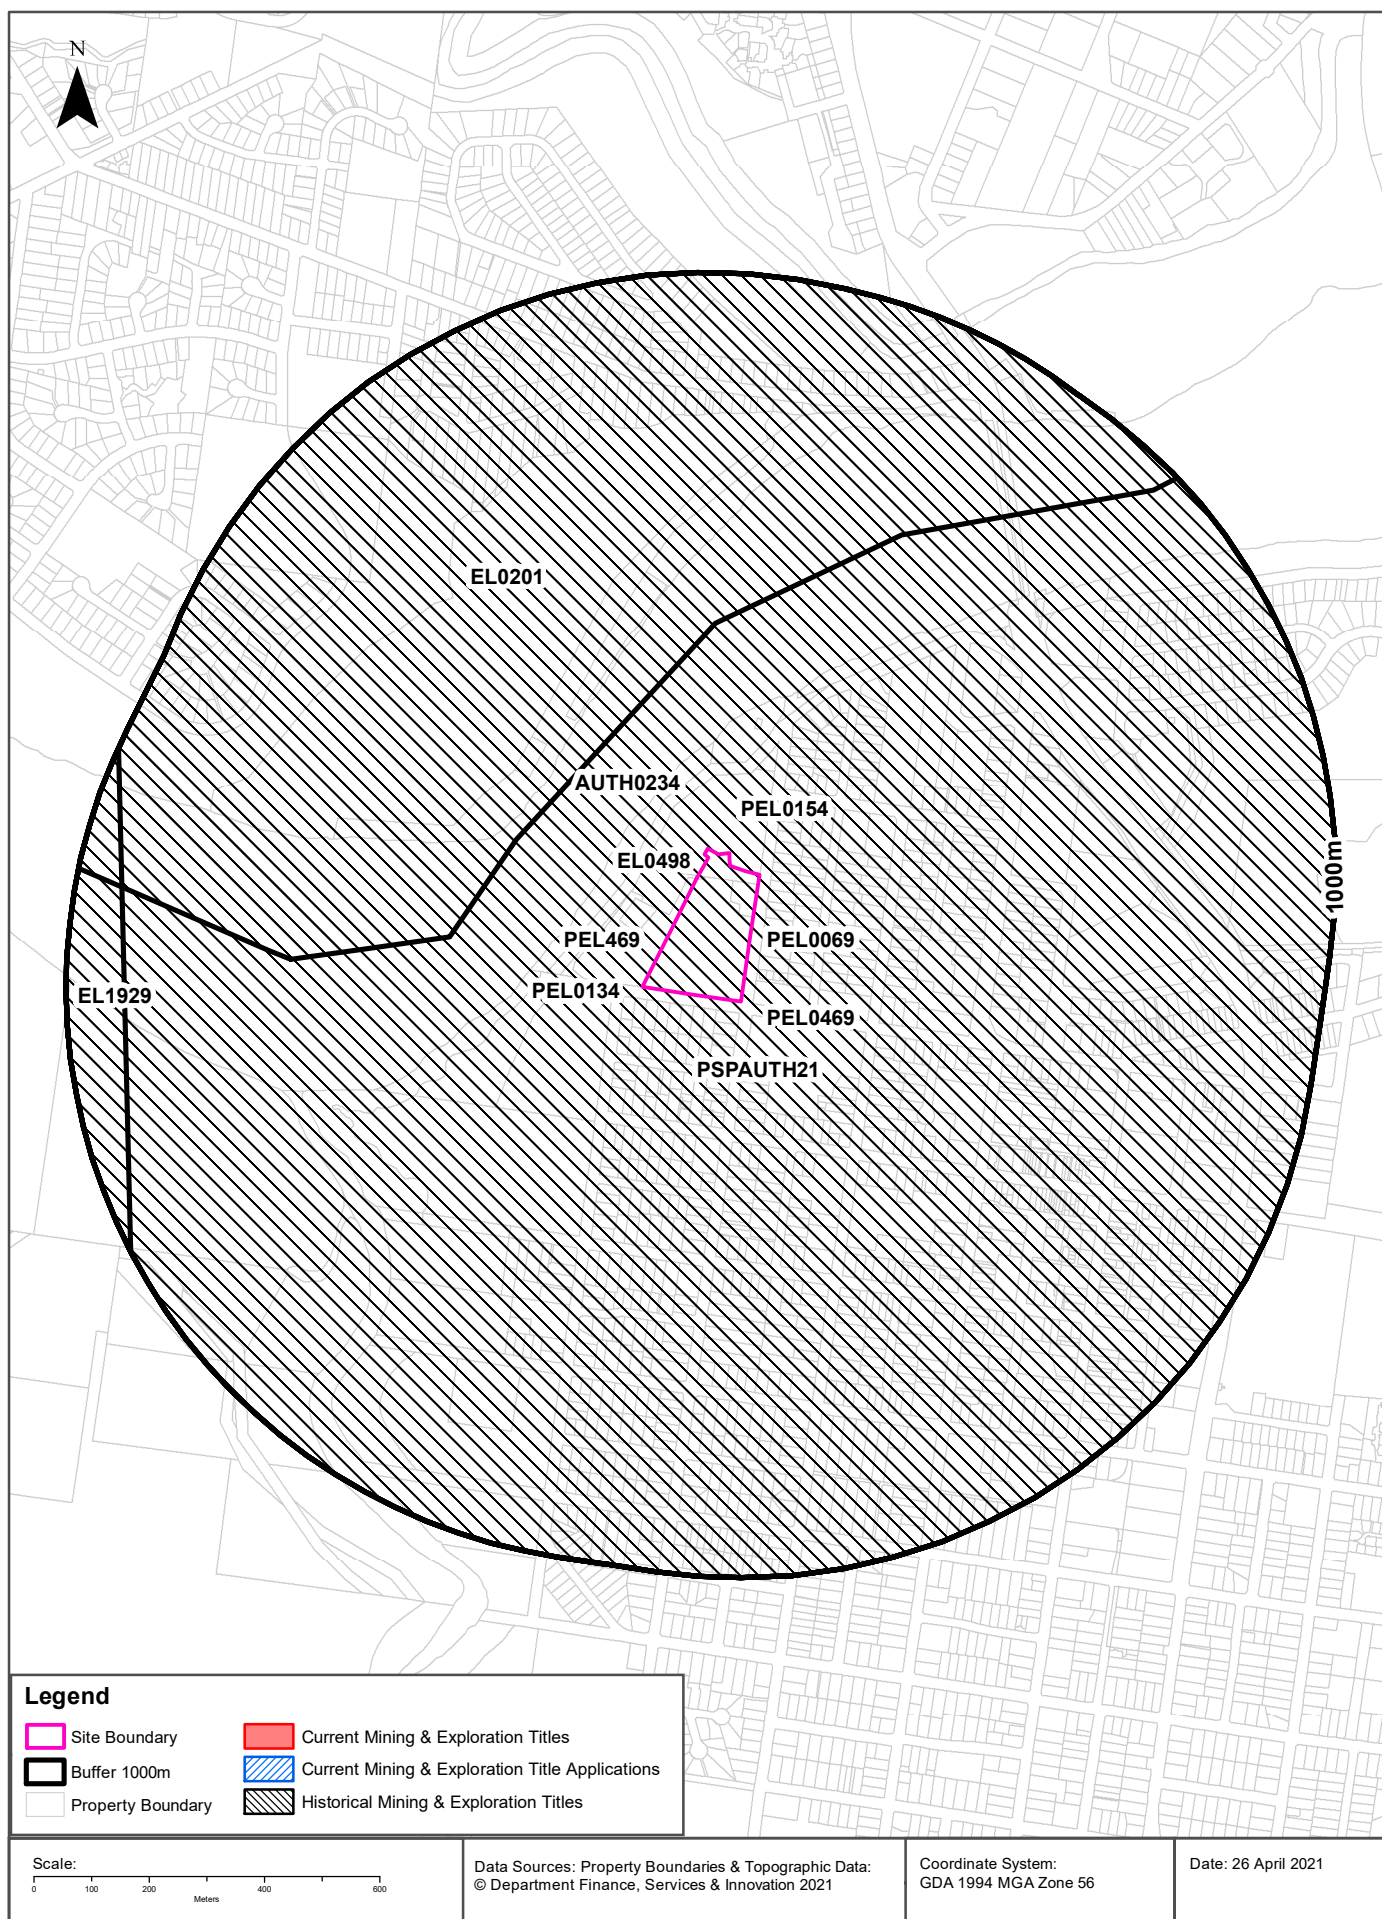 N
EL0201
AUTH0234
PEL0154
EL0498
1000m
PEL469
PEL0069
PEL0134
EL1929
PEL0469
PSPAUTH21
Legend
Site Boundary
Buffer 1000m
Property Boundary
Current Mining & Exploration Titles
Current Mining & Exploration Title Applications
Historical Mining & Exploration Titles
Scale:
0 100 200 400 600
Meters
Data Sources: Property Boundaries & Topographic Data:
© Department Finance, Services & Innovation 2021
Coordinate System:
GDA 1994 MGA Zone 56
Date: 26 April 2021